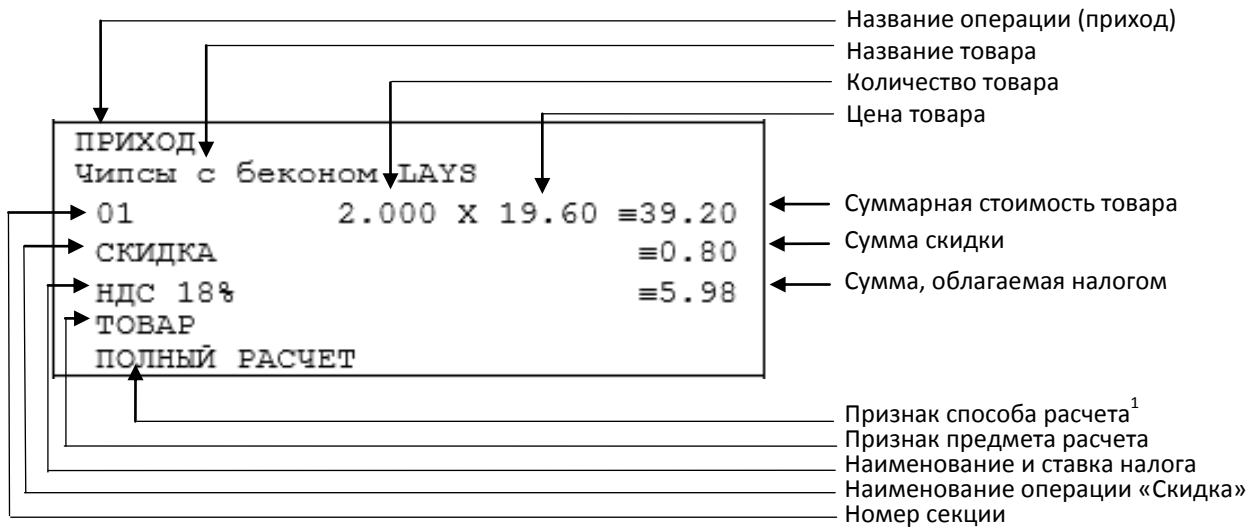 Название операции (приход)
Название товара
Количество товара
Цена товара
ПРИХОД
Чипсы с беконом LAYS
01 2.000 X 19.60 ≡39.20
Суммарная стоимость товара
СКИДКА ≡0.80
Сумма скидки
НДС 18% ≡5.98
Сумма, облагаемая налогом
ТОВАР
ПОЛНЫЙ РАСЧЕТ
Признак способа расчета¹
Признак предмета расчета
Наименование и ставка налога
Наименование операции «Скидка»
Номер секции